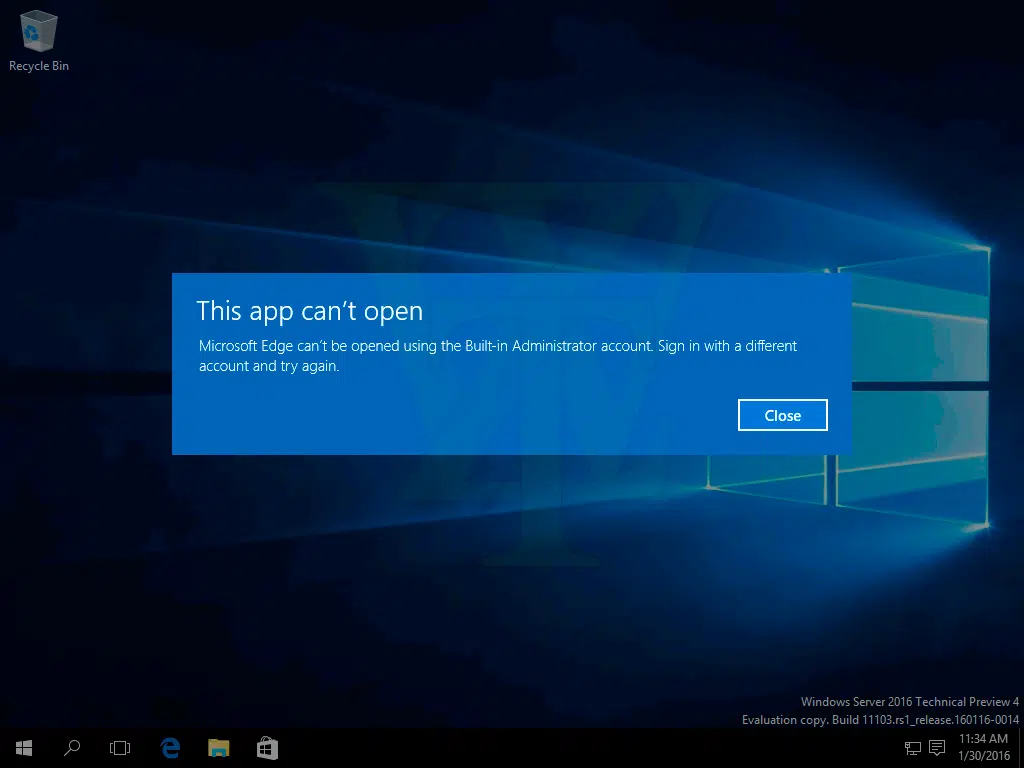 Recycle Bin
This app can’t open
Microsoft Edge can’t be opened using the Built-in Administrator account. Sign in with a different
account and try again.
Close
Windows Server 2016 Technical Preview 4
Evaluation copy. Build 11103.rs1_release.160116-0014
11:34 AM
1/30/2016